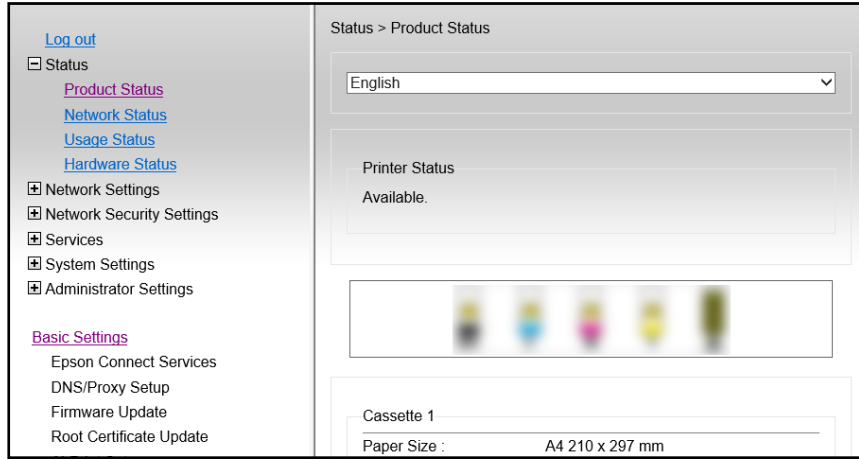 Log out
Status
Product Status
Network Status
Usage Status
Hardware Status
Network Settings
Network Security Settings
Services
System Settings
Administrator Settings
Basic Settings
Epson Connect Services
DNS/Proxy Setup
Firmware Update
Root Certificate Update
Status > Product Status
English
Printer Status
Available.
Cassette 1
Paper Size : A4 210 x 297 mm